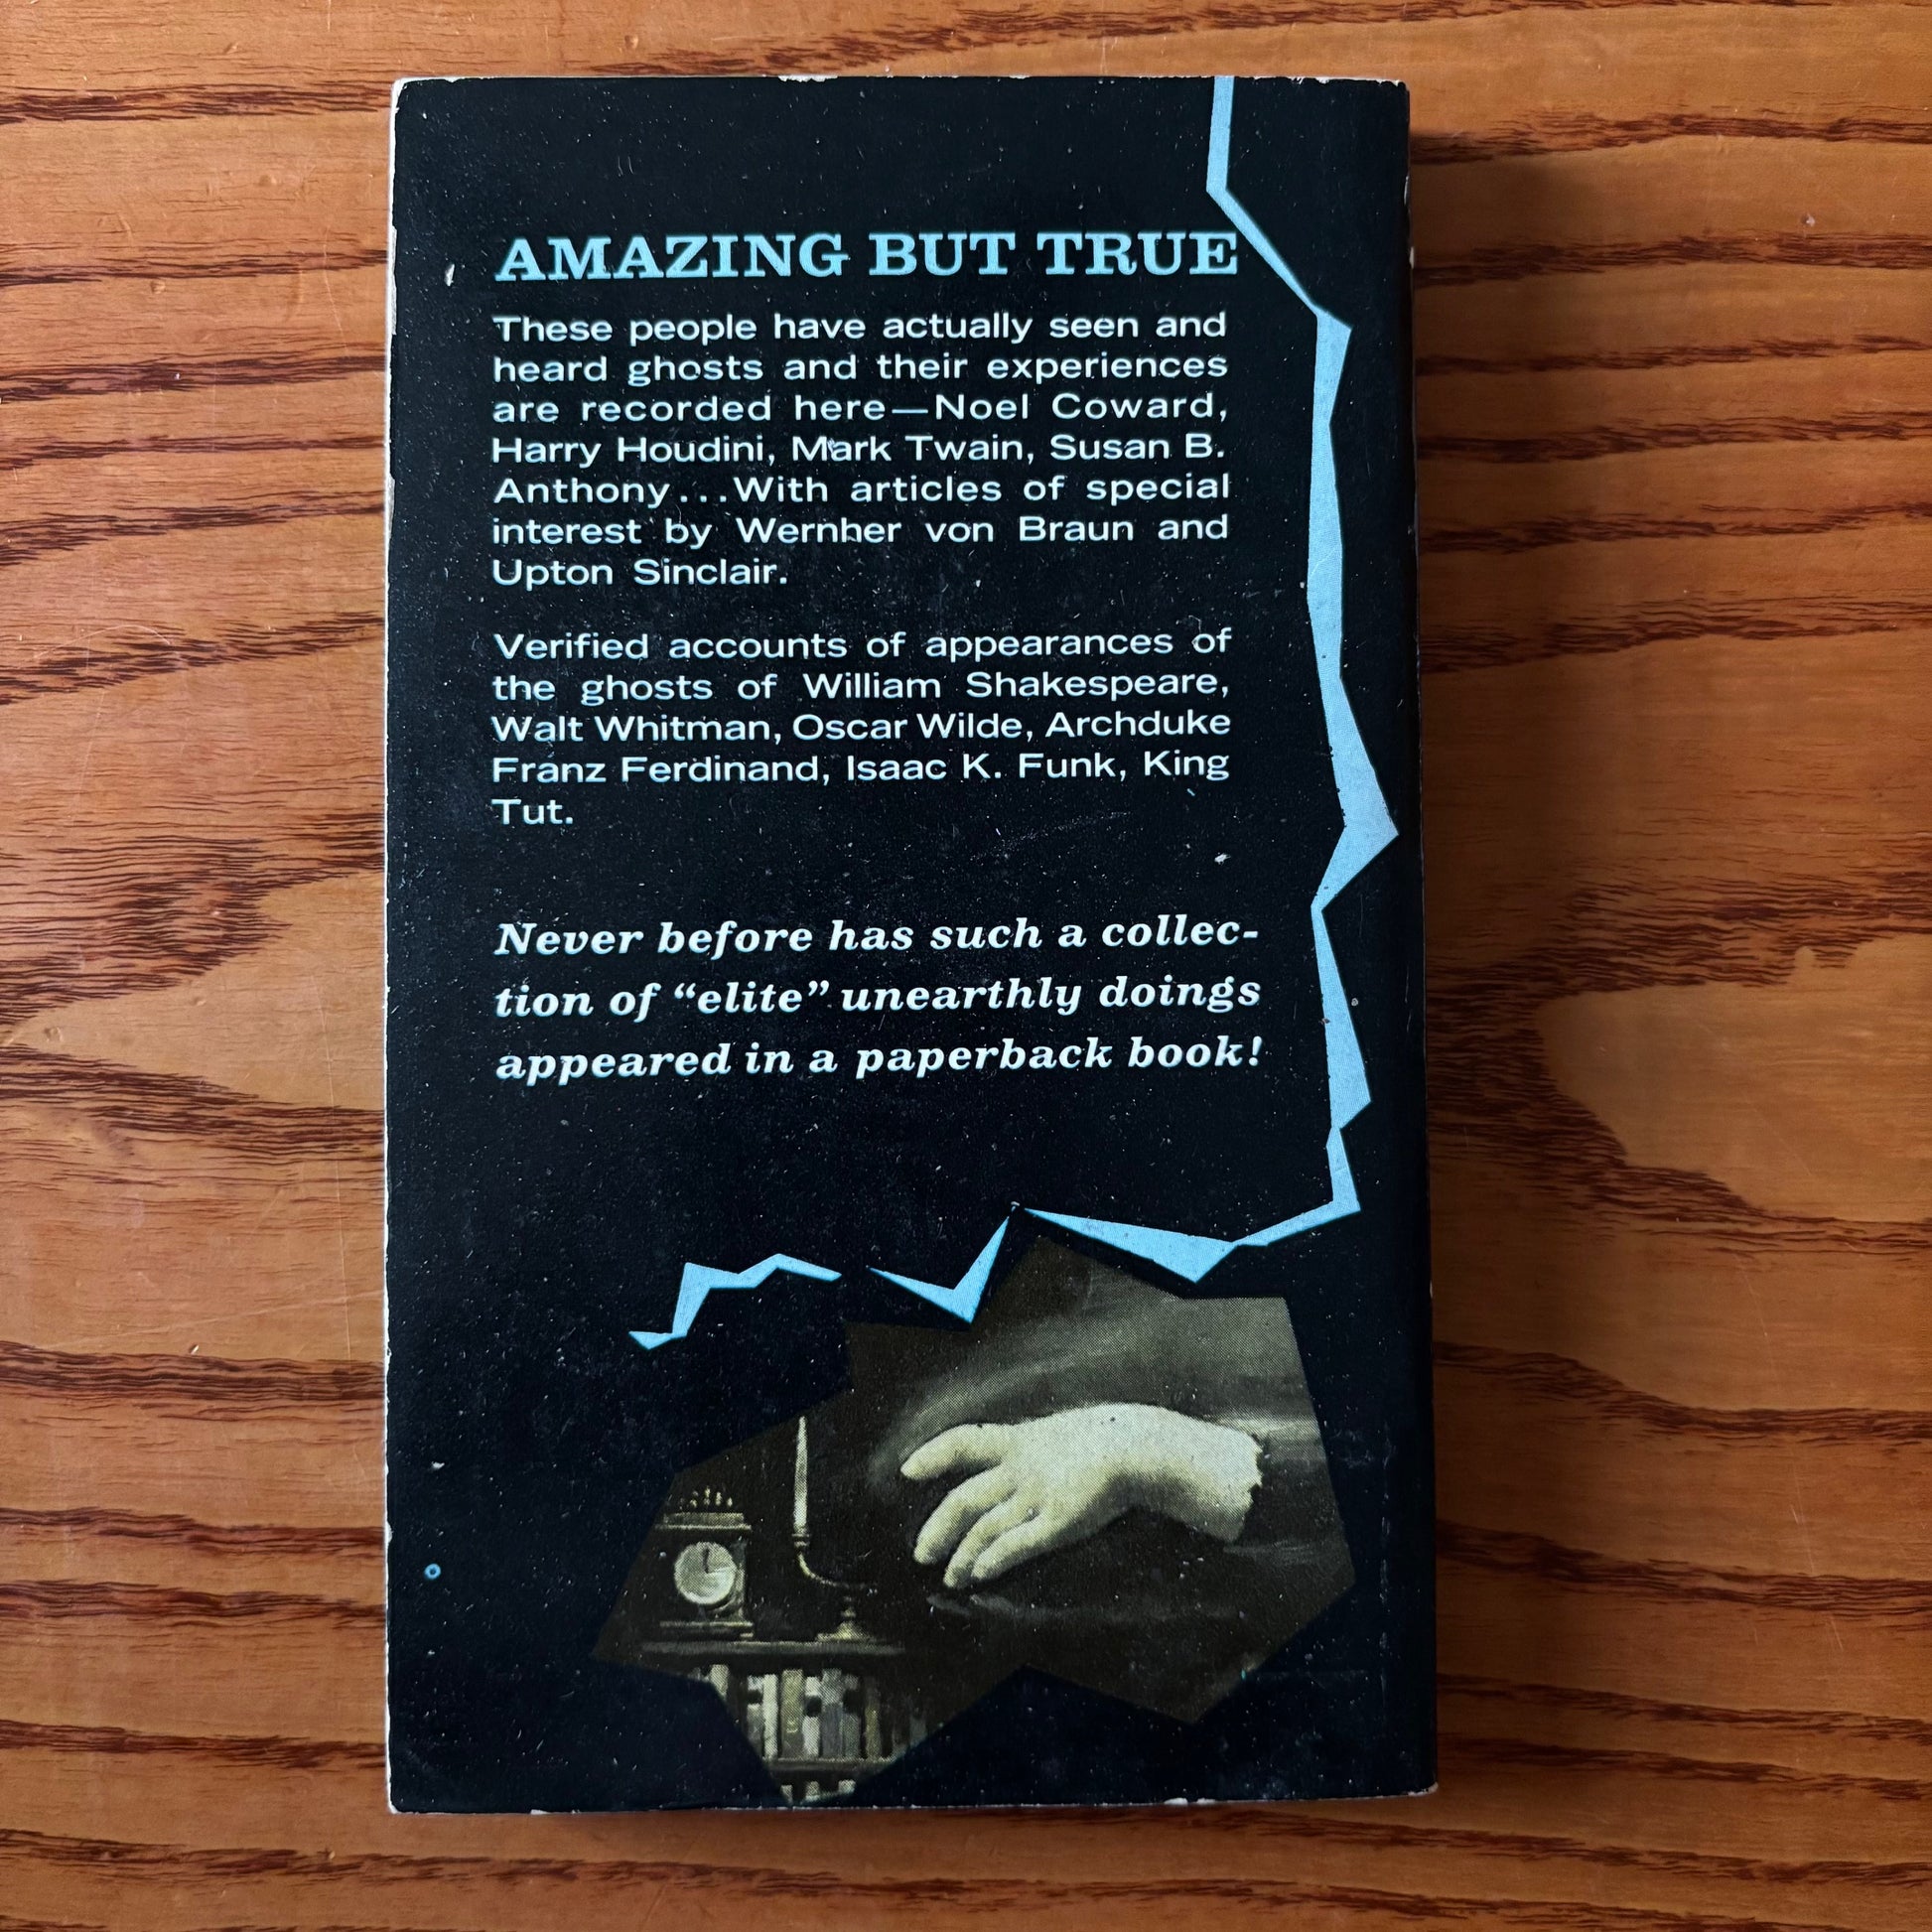 AMAZING BUT TRUE
These people have actually seen and
heard ghosts and their experiences
are recorded here—Noel Coward,
Harry Houdini, Mark Twain, Susan B.
Anthony...With articles of special
interest by Wernher von Braun and
Upton Sinclair.
Verified accounts of appearances of
the ghosts of William Shakespeare,
Walt Whitman, Oscar Wilde, Archduke
Franz Ferdinand, Isaac K. Funk, King
Tut.
Never before has such a collec-
tion of “elite” unearthly doings
appeared in a paperback book!